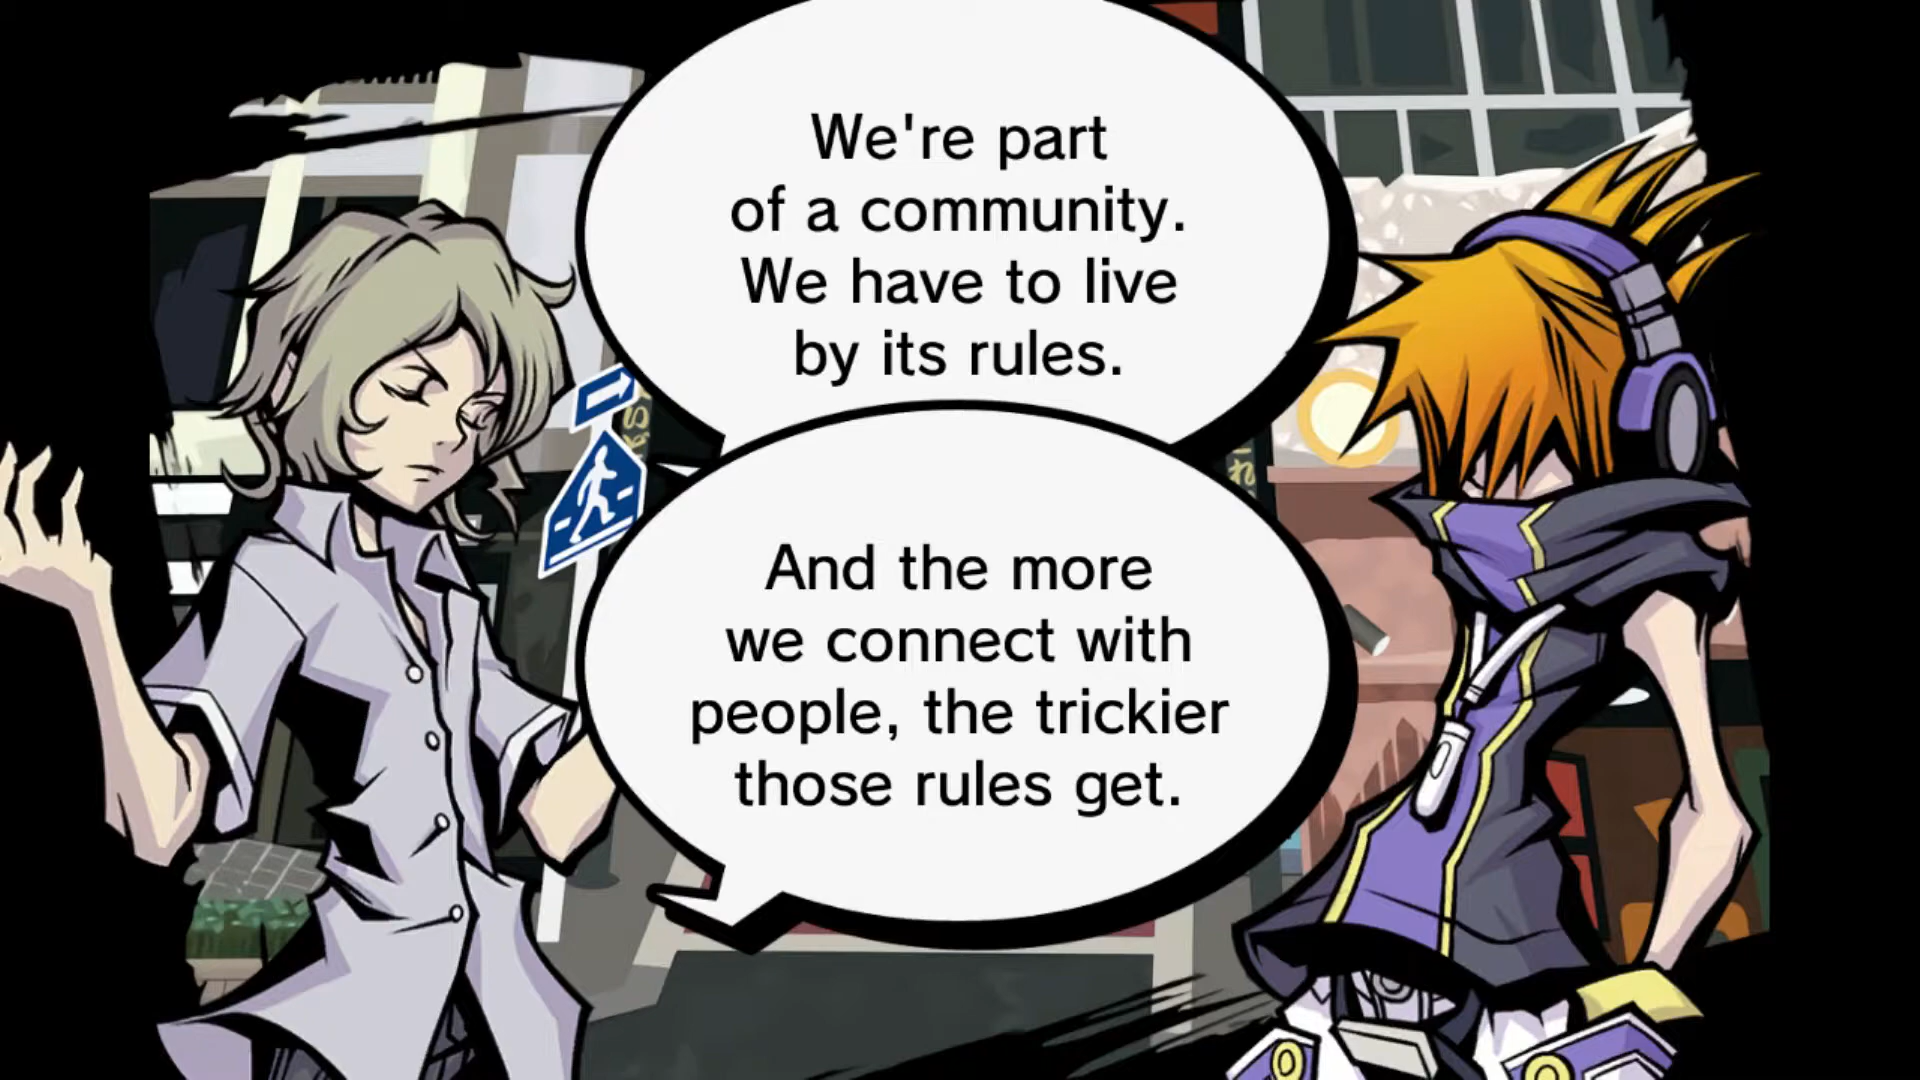 We're part
of a community.
We have to live
by its rules.
And the more
we connect with
people, the trickier
those rules get.